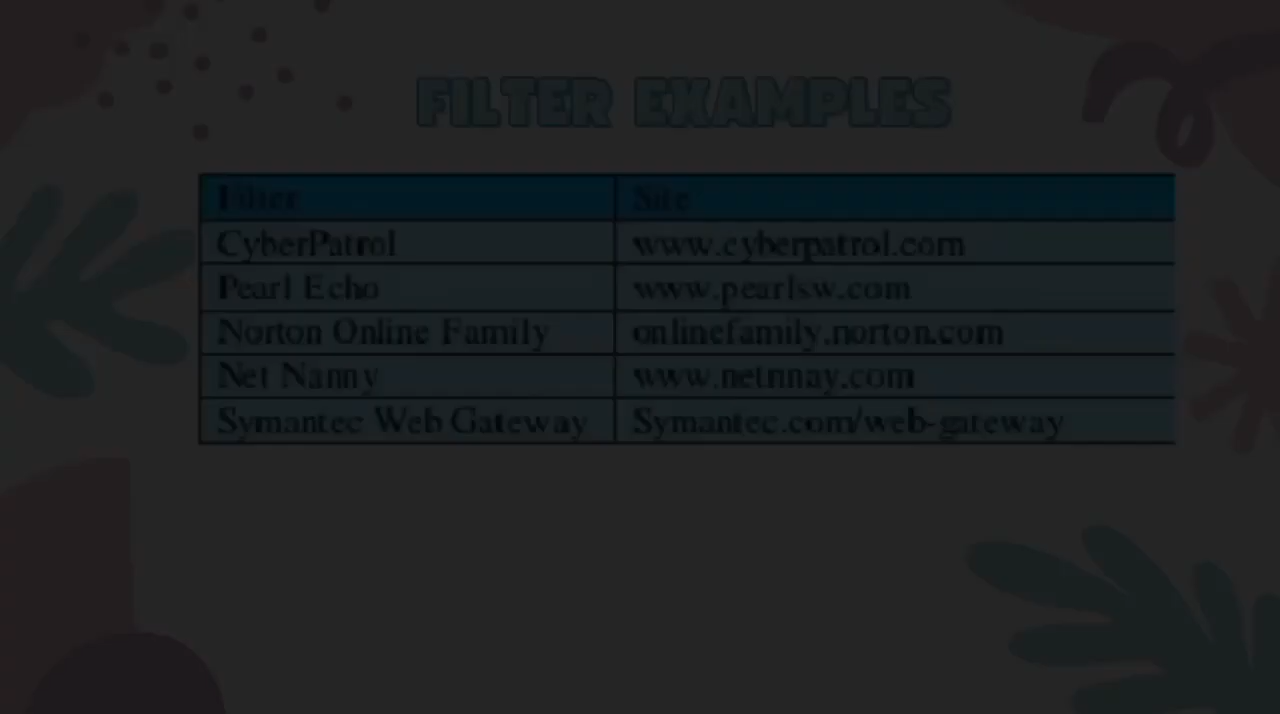 FILTER EXAMPLES
Filter Site
CyberPatrol www.cyberpatrol.com
Pearl Echo www.pearlsw.com
Norton Online Family onlinefamily.norton.com
Net Nanny www.netnnay.com
Symantec Web Gateway Symantec.com/web-gateway